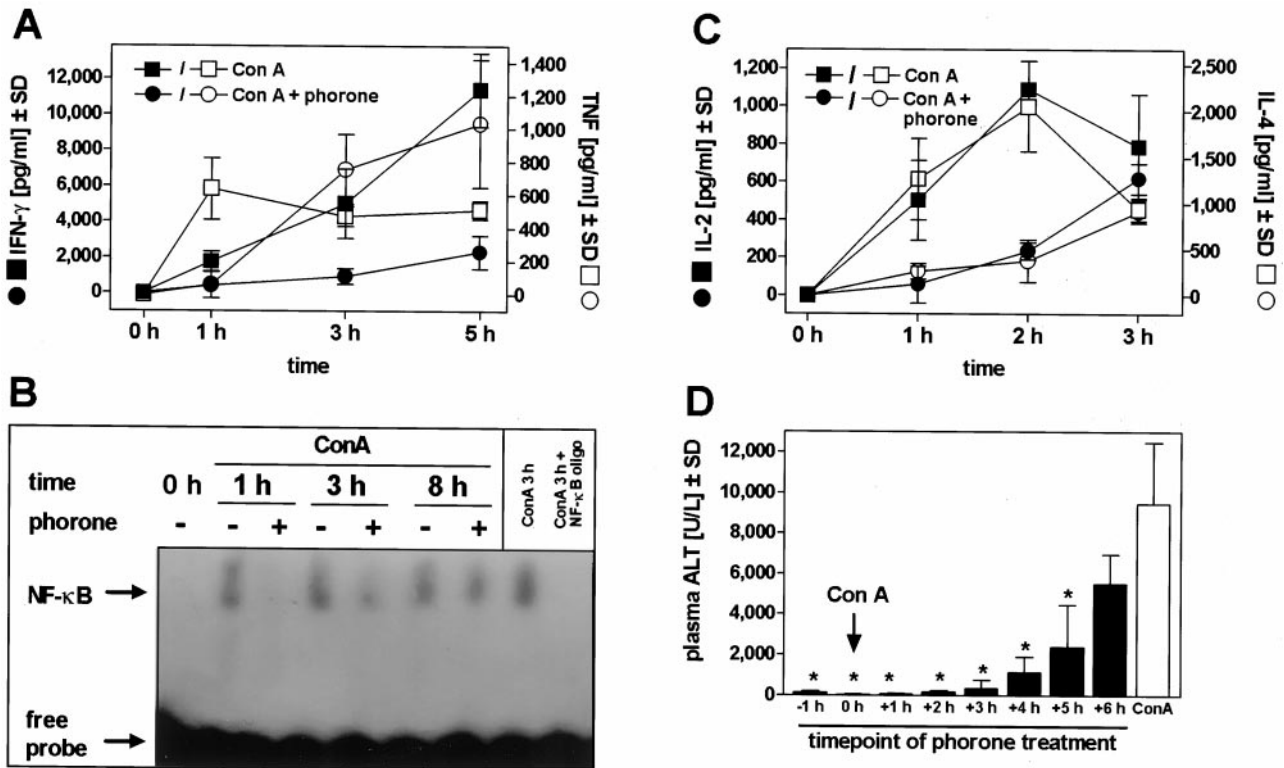 A
■ / □ Con A
● / ○ Con A + phorone
● ■ IFN-γ [pg/ml] ± SD
12,000
10,000
8,000
6,000
4,000
2,000
0
1,400
1,200
1,000
800
600
400
200
0
TNF [pg/ml] ± SD □ ○
0 h 1 h 3 h 5 h
time
C
■ / □ Con A
● / ○ Con A +
phorone
● ■ IL-2 [pg/ml] ± SD
1,200
1,000
800
600
400
200
0
2,500
2,000
1,500
1,000
500
0
IL-4 [pg/ml] ± SD □ ○
0 h 1 h 2 h 3 h
time
B
ConA
time 0 h 1 h 3 h 8 h
phorone - - + - + - +
ConA 3 h
ConA 3 h +
NF-κ B oligo
NF-κB
free
probe
D
plasma ALT [U/L] ± SD
12,000
10,000
8,000
6,000
4,000
2,000
0
Con A
* * * * * * *
-1 h 0 h +1 h +2 h +3 h +4 h +5 h +6 h ConA
timepoint of phorone treatment